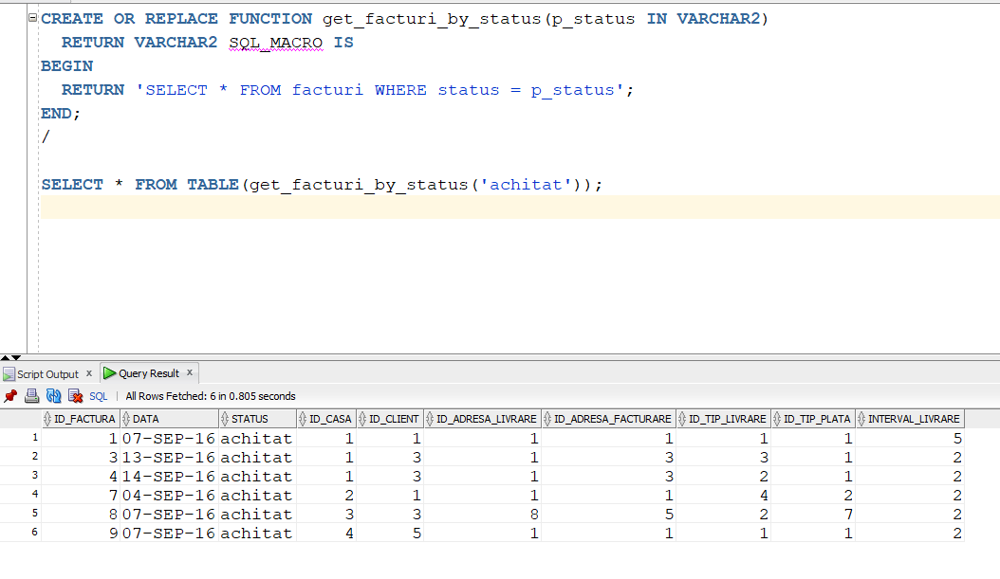 CREATE OR REPLACE FUNCTION get_facturi_by_status(p_status IN VARCHAR2)
  RETURN VARCHAR2 SQL_MACRO IS
BEGIN
  RETURN 'SELECT * FROM facturi WHERE status = p_status';
END;
/
SELECT * FROM TABLE(get_facturi_by_status('achitat'));
Script Output x Query Result x
SQL | All Rows Fetched: 6 in 0.805 seconds
ID_FACTURA DATA STATUS ID_CASA ID_CLIENT ID_ADRESA_LIVRARE ID_ADRESA_FACTURARE ID_TIP_LIVRARE ID_TIP_PLATA INTERVAL_LIVRARE
1 1 07-SEP-16 achitat 1 1 1 1 1 1 5
2 3 13-SEP-16 achitat 1 3 1 3 3 1 2
3 4 14-SEP-16 achitat 1 3 1 3 2 1 2
4 7 04-SEP-16 achitat 2 1 1 1 4 2 2
5 8 07-SEP-16 achitat 3 3 8 5 2 7 2
6 9 07-SEP-16 achitat 4 5 1 1 1 1 2